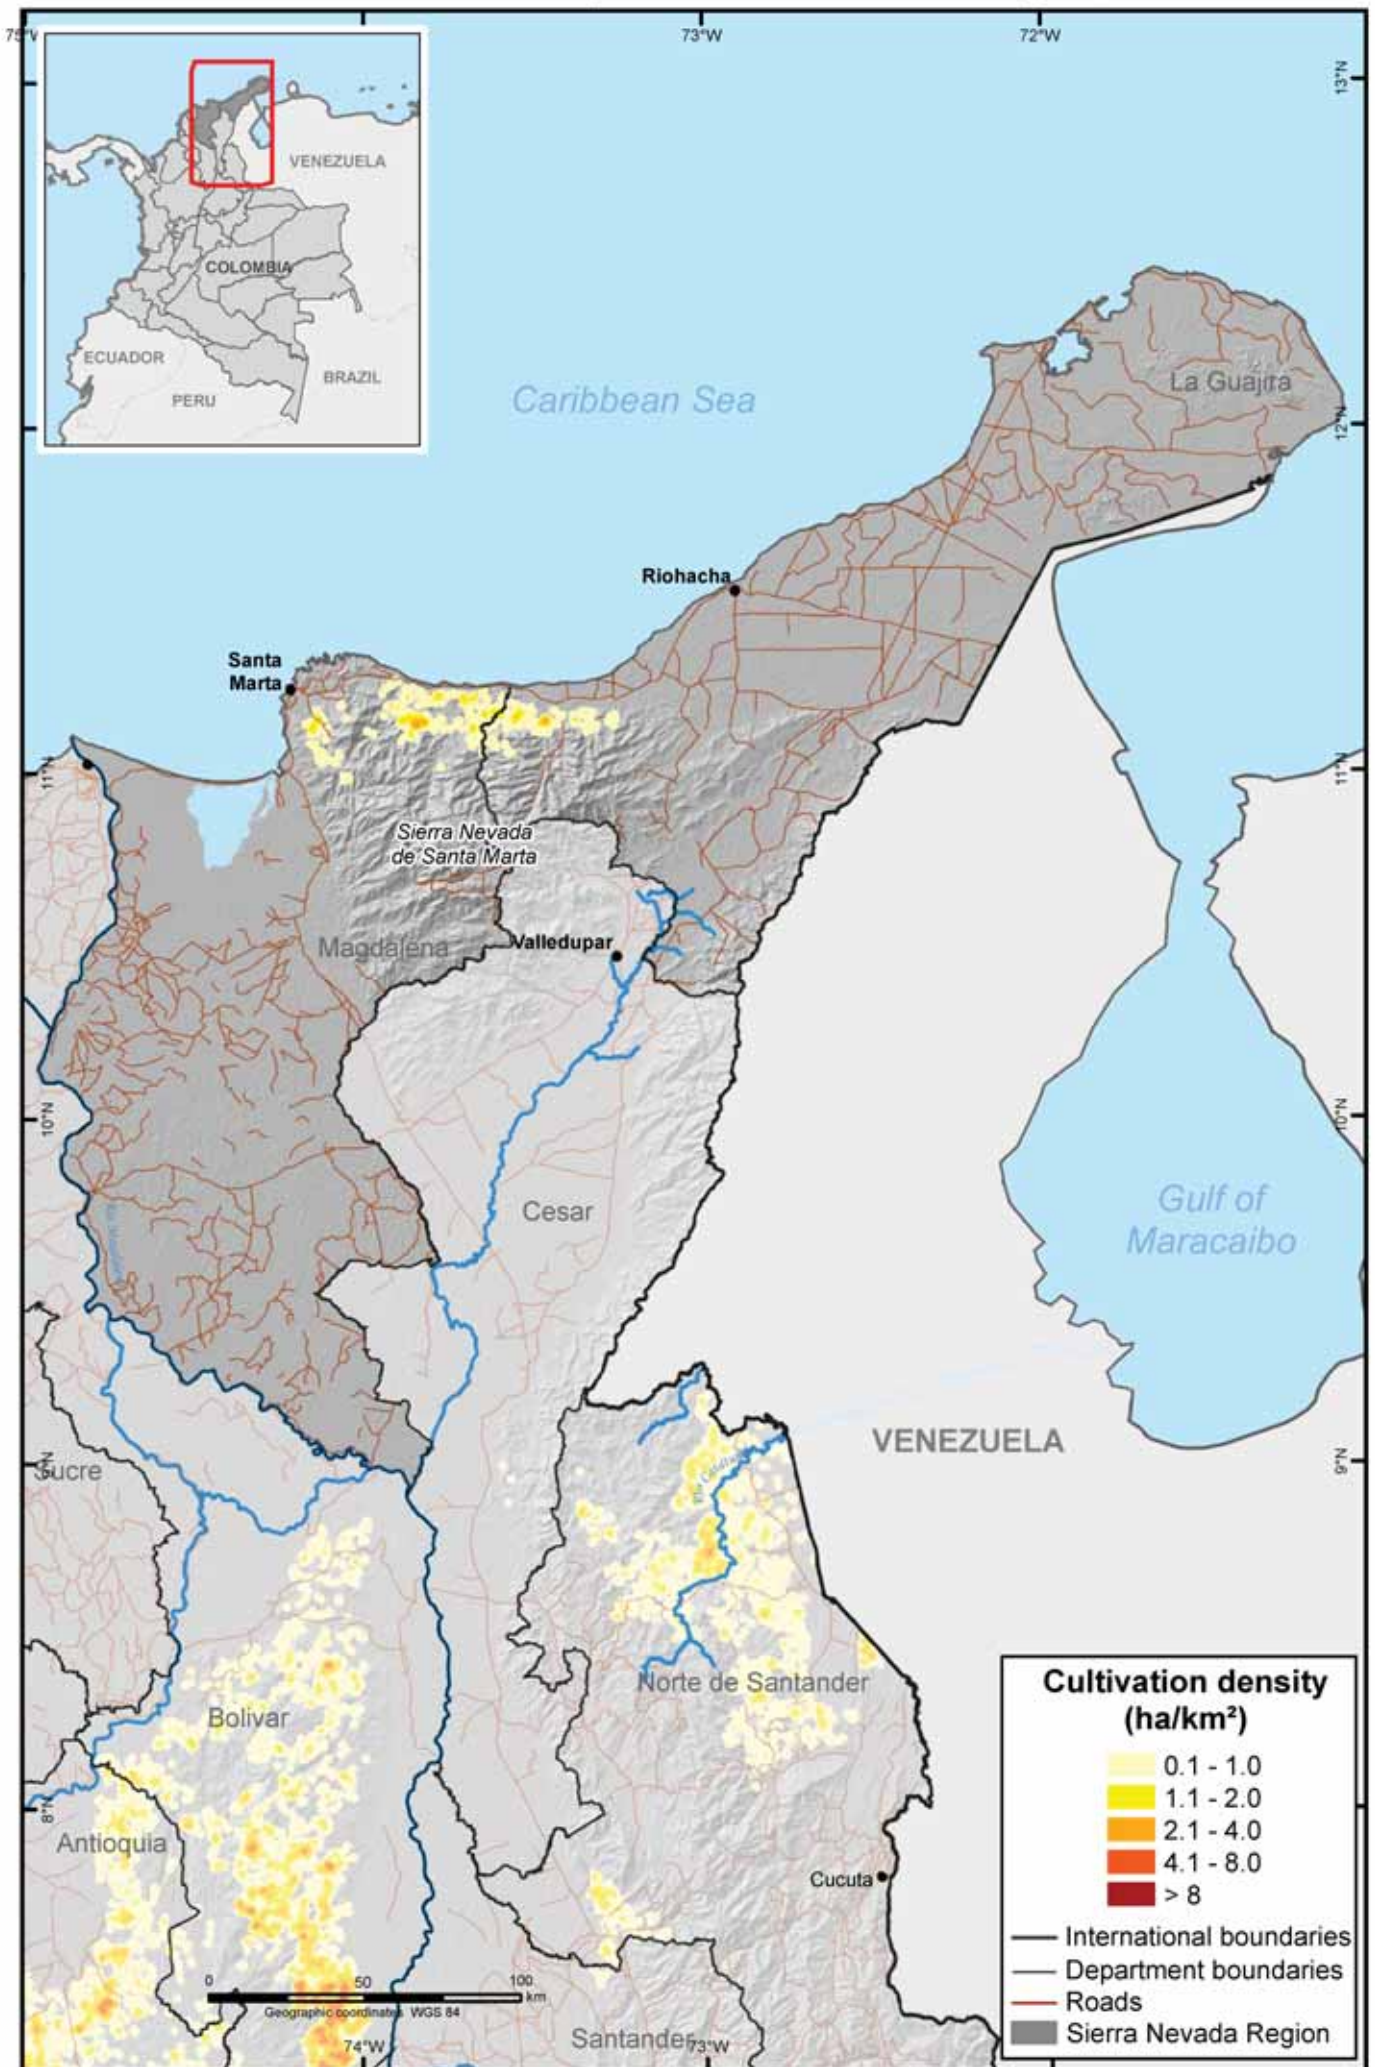 73°W
72°W
13°N
VENEZUELA
COLOMBIA
ECUADOR
BRAZIL
PERU
Caribbean Sea
La Guajira
12°N
Riohacha
Santa
Marta
11°N
11°N
Sierra Nevada
de Santa Marta
Magdalena
Valledupar
10°N
10°N
Cesar
Gulf of
Maracaibo
VENEZUELA
Sucre
9°N
Norte de Santander
Bolivar
8°N
Antioquia
Cucuta
0 50 100
km
Geographic coordinates WGS 84
74°W
Santander
73°W
Cultivation density
(ha/km²)
0.1 - 1.0
1.1 - 2.0
2.1 - 4.0
4.1 - 8.0
> 8
International boundaries
Department boundaries
Roads
Sierra Nevada Region